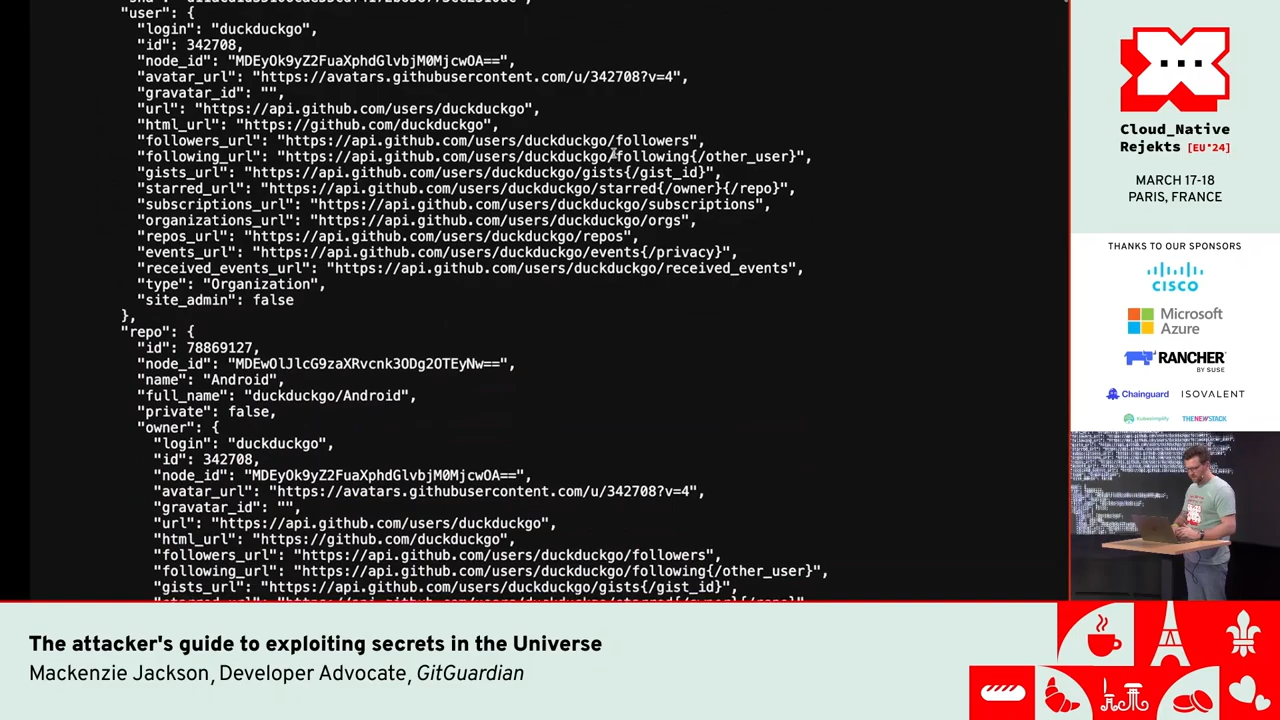 "user": {
"login": "duckduckgo",
"id": 342708,
"node_id": "MDEyOk9yZ2FuaXphdGlvbjM0MjcwOA==",
"avatar_url": "https://avatars.githubusercontent.com/u/342708?v=4",
"gravatar_id": "",
"url": "https://api.github.com/users/duckduckgo",
"html_url": "https://github.com/duckduckgo",
"followers_url": "https://api.github.com/users/duckduckgo/followers",
"following_url": "https://api.github.com/users/duckduckgo/following{/other_user}",
"gists_url": "https://api.github.com/users/duckduckgo/gists{/gist_id}",
"starred_url": "https://api.github.com/users/duckduckgo/starred{/owner}{/repo}",
"subscriptions_url": "https://api.github.com/users/duckduckgo/subscriptions",
"organizations_url": "https://api.github.com/users/duckduckgo/orgs",
"repos_url": "https://api.github.com/users/duckduckgo/repos",
"events_url": "https://api.github.com/users/duckduckgo/events{/privacy}",
"received_events_url": "https://api.github.com/users/duckduckgo/received_events",
"type": "Organization",
"site_admin": false
},
"repo": {
"id": 78869127,
"node_id": "MDEwOlJlcG9zaXRvcnk3ODg2OTEyNw==",
"name": "Android",
"full_name": "duckduckgo/Android",
"private": false,
"owner": {
"login": "duckduckgo",
"id": 342708,
"node_id": "MDEyOk9yZ2FuaXphdGlvbjM0MjcwOA==",
"avatar_url": "https://avatars.githubusercontent.com/u/342708?v=4",
"gravatar_id": "",
"url": "https://api.github.com/users/duckduckgo",
"html_url": "https://github.com/duckduckgo",
"followers_url": "https://api.github.com/users/duckduckgo/followers",
"following_url": "https://api.github.com/users/duckduckgo/following{/other_user}",
"gists_url": "https://api.github.com/users/duckduckgo/gists{/gist_id}",
Cloud_Native
Rejekts [EU'24]
MARCH 17-18
PARIS, FRANCE
THANKS TO OUR SPONSORS
CISCO
Microsoft
Azure
RANCHER
BY SUSE
Chainguard ISOVALENT
Kubesimplify THENEWSTACK
The attacker's guide to exploiting secrets in the Universe
Mackenzie Jackson, Developer Advocate, GitGuardian